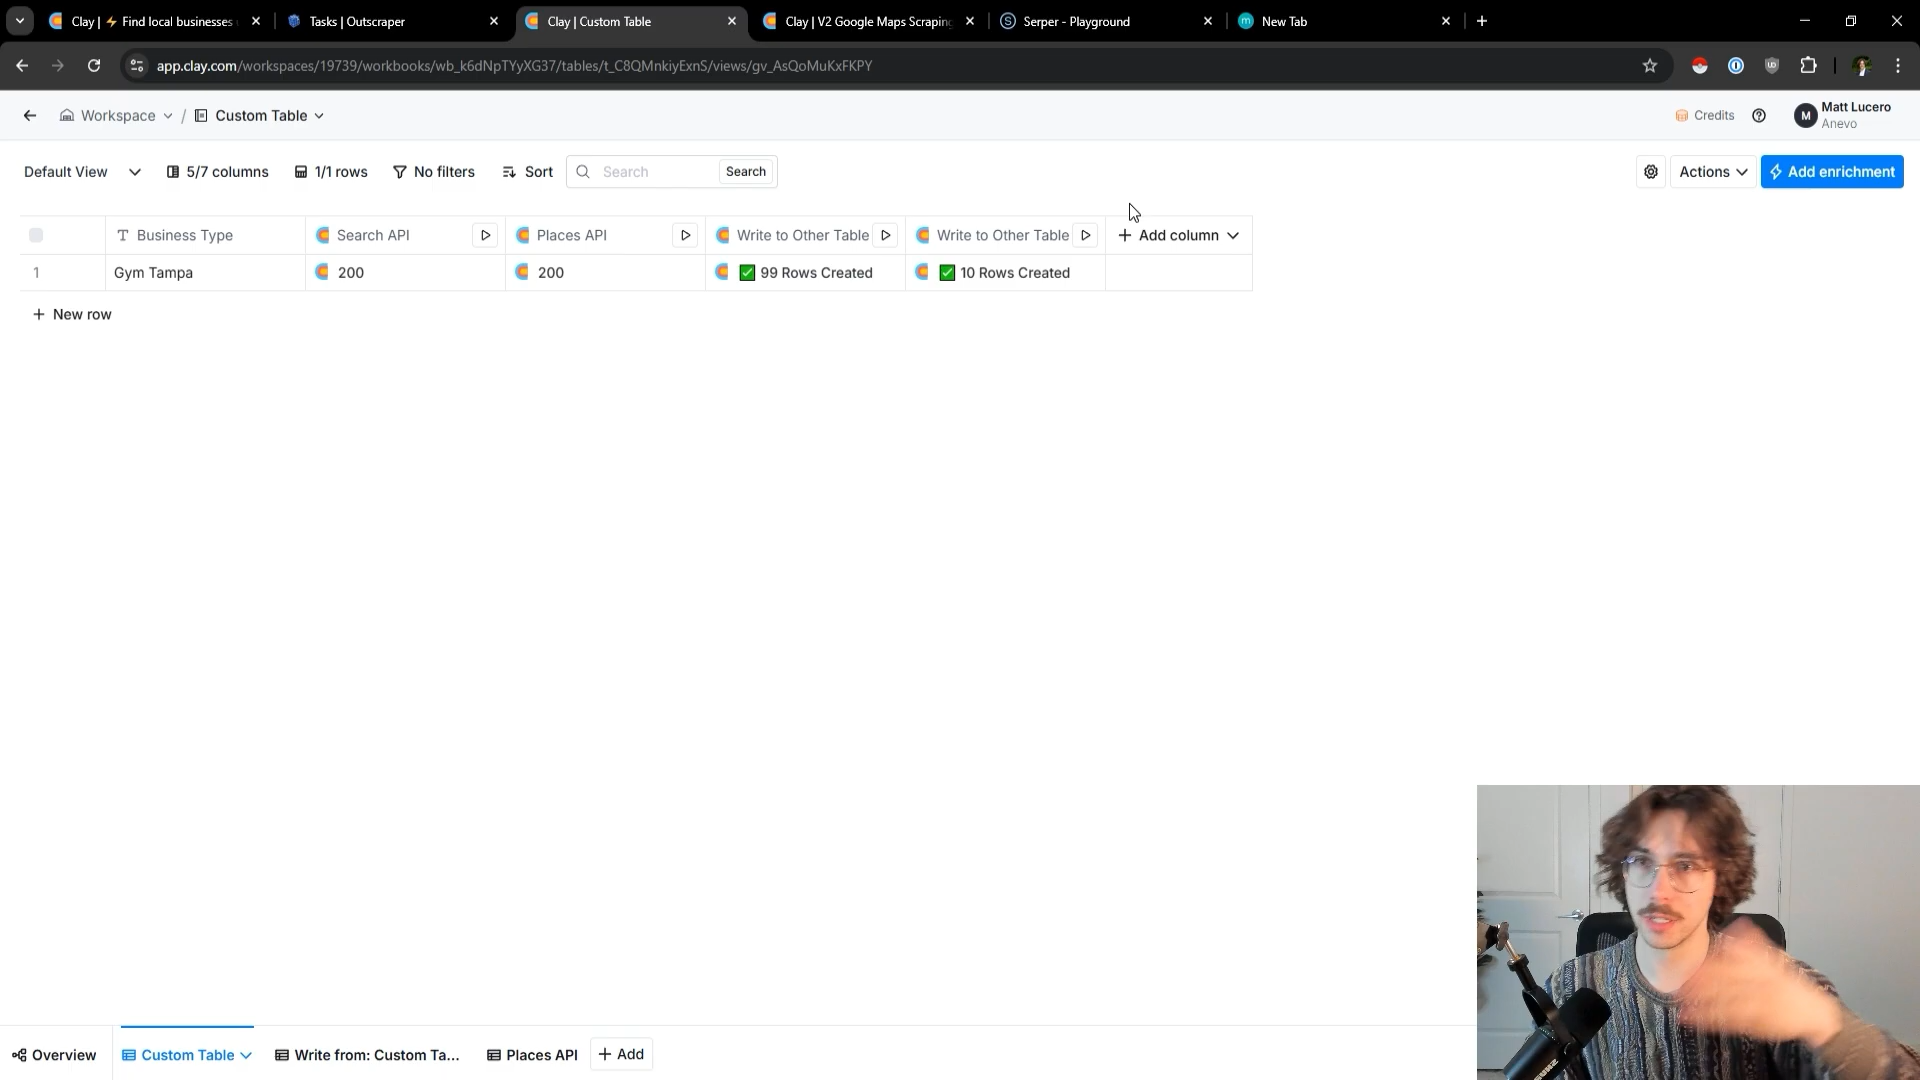 Clay | ⚡ Find local businesses
Tasks | Outscraper
Clay | Custom Table
Clay | V2 Google Maps Scraping
Serper - Playground
New Tab
app.clay.com/workspaces/19739/workbooks/wb_k6dNpTYyXG37/tables/t_C8QMnkiyExnS/views/gv_AsQoMuKxFKPY
Workspace / Custom Table
Credits
M
Matt Lucero
Anevo
Default View
5/7 columns
1/1 rows
No filters
Sort
Search
Search
Actions
Add enrichment
Business Type
Search API
Places API
Write to Other Table
Write to Other Table
+ Add column
1
Gym Tampa
200
200
✅ 99 Rows Created
✅ 10 Rows Created
+ New row
Overview
Custom Table
Write from: Custom Ta...
Places API
+ Add